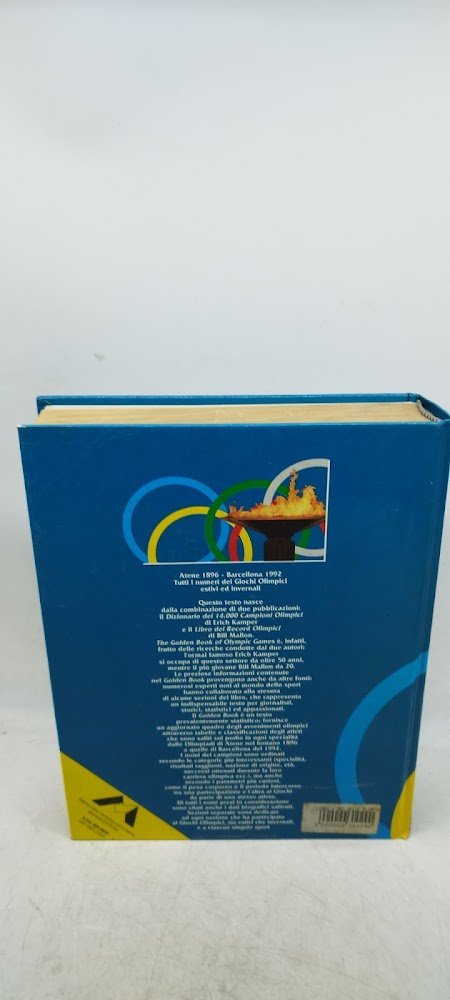 Atene 1896 - Barcellona 1992
Tutti i numeri dei Giochi Olimpici
estivi ed invernali
Questo testo nasce
dalla combinazione di due pubblicazioni:
il Dizionario dei 14.000 Campioni Olimpici
di Erich Kamper
e il Libro dei Record Olimpici
di Bill Mallon.
The Golden Book of Olympic Games è, infatti,
frutto delle ricerche condotte dai due autori:
l'ormai famoso Erich Kamper
si occupa di questo settore da oltre 50 anni,
mentre il più giovane Bill Mallon da 20.
Le preziose informazioni contenute
nel Golden Book provengono anche da altre fonti:
numerosi esperti noti al mondo dello sport
hanno collaborato alla stesura
di alcune sezioni del libro, che rappresenta
un indispensabile testo per giornalisti,
storici, statistici ed appassionati.
Il Golden Book è un testo
prevalentemente statistico: fornisce
un aggiornato quadro degli avvenimenti olimpici
attraverso tabelle e classificazioni degli atleti
che sono saliti sul podio in ogni specialità
dalle Olimpiadi di Atene nel lontano 1896
a quelle di Barcellona del 1992.
I nomi dei campioni sono ordinati
secondo le categorie più interessanti (specialità,
risultati raggiunti, nazione di origine, età,
successi ottenuti durante la loro
carriera olimpica ecc.), ma anche
secondo i parametri più curiosi,
come il peso corporeo o il periodo intercorso
tra una partecipazione e l'altra ai Giochi
da parte di uno stesso atleta.
Di tutti i nomi presi in considerazione
sono citati anche i dati biografici salienti.
Sezioni separate sono dedicate
ad ogni nazione che ha partecipato
ai Giochi Olimpici, sia estivi che invernali,
e a ciascun singolo sport